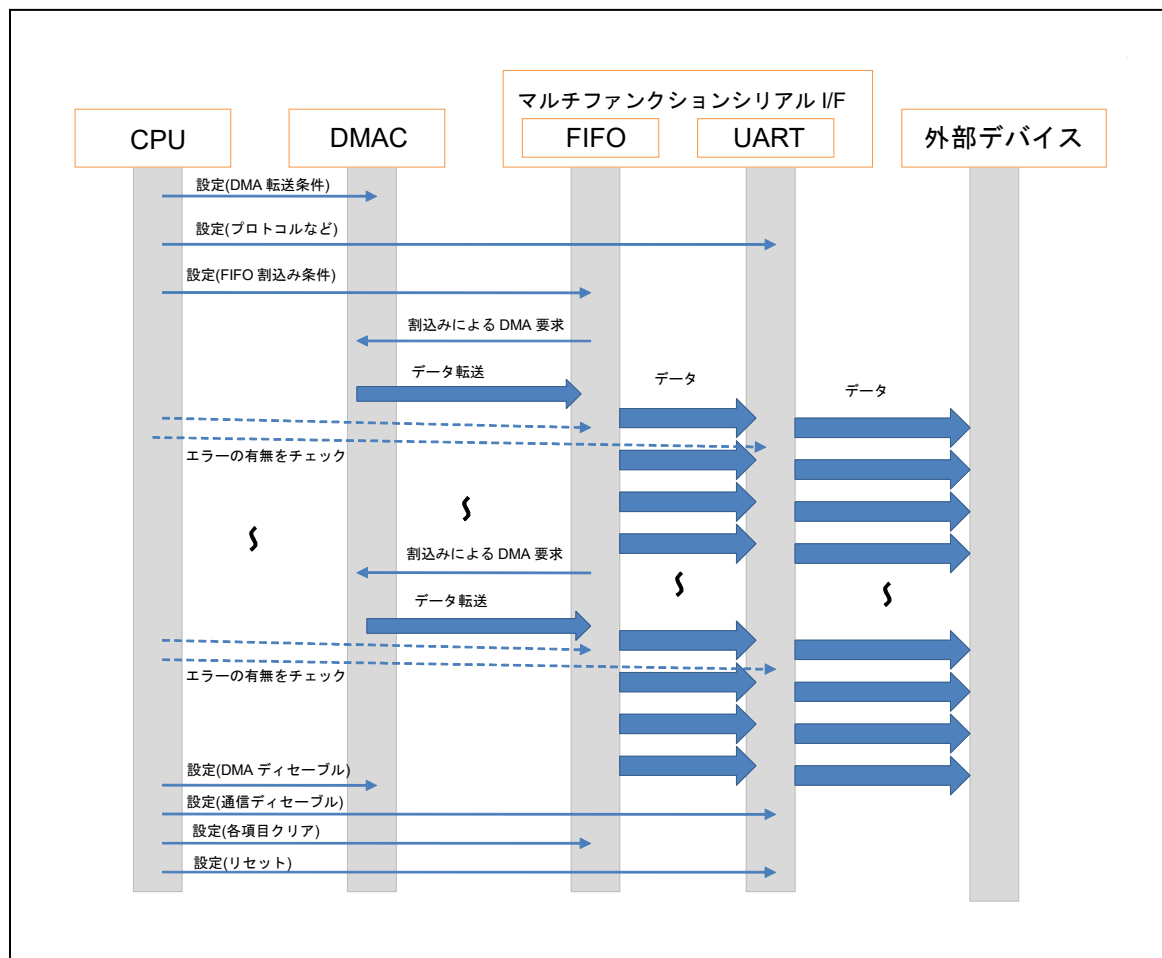 マルチファンクションシリアル I/F
CPU
DMAC
FIFO
UART
外部デバイス
設定(DMA 転送条件)
設定(プロトコルなど)
設定(FIFO 割込み条件)
割込みによる DMA 要求
データ転送
データ
データ
エラーの有無をチェック
割込みによる DMA 要求
データ転送
エラーの有無をチェック
設定(DMA ディセーブル)
設定(通信ディセーブル)
設定(各項目クリア)
設定(リセット)